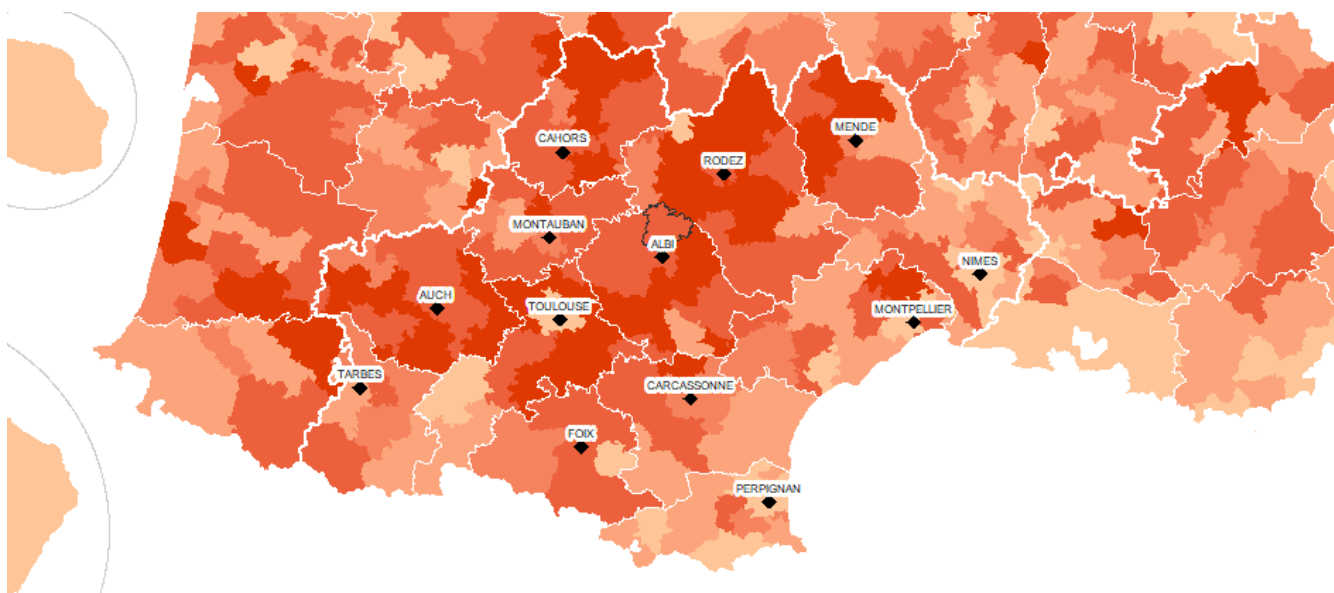 MENDE
CAHORS
RODEZ
MONTAUBAN
ALBI
NIMES
AUCH
TOULOUSE
MONTPELLIER
TARBES
CARCASSONNE
FOIX
PERPIGNAN